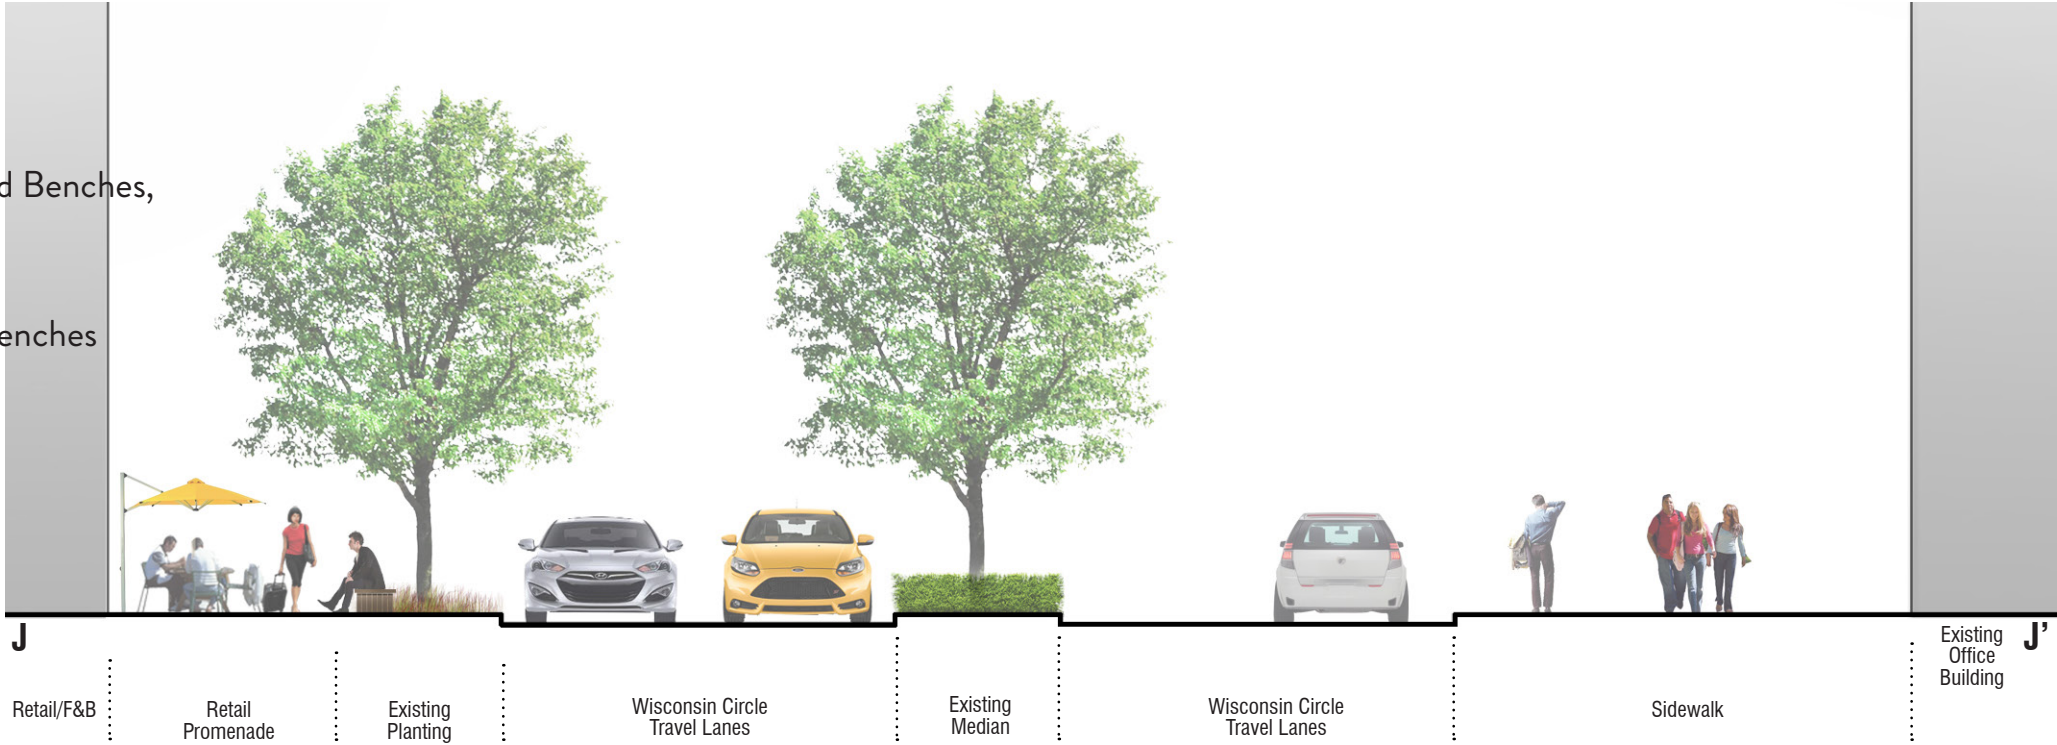 d Benches,
enches
J
J’
Retail/F&B
Retail
Promenade
Existing
Planting
Wisconsin Circle
Travel Lanes
Existing
Median
Wisconsin Circle
Travel Lanes
Sidewalk
Existing
Office
Building